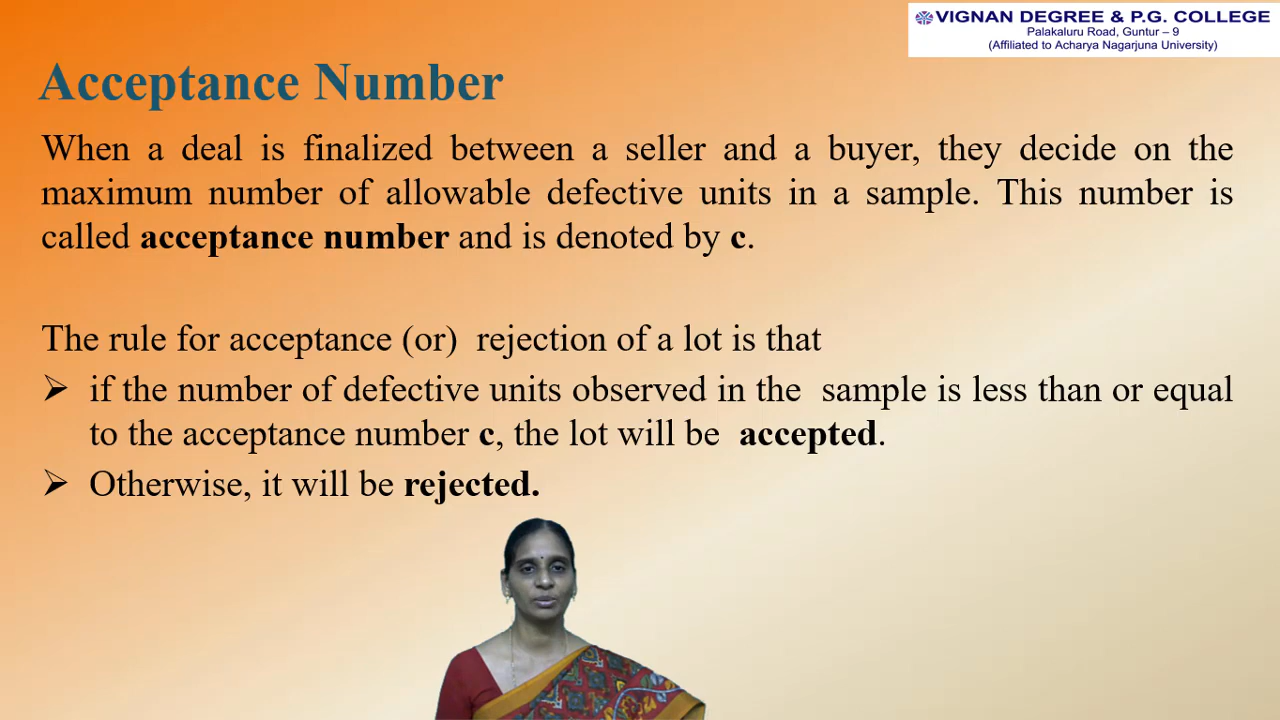 VIGNAN DEGREE & P.G. COLLEGE
Palakaluru Road, Guntur – 9
(Affiliated to Acharya Nagarjuna University)
Acceptance Number
When a deal is finalized between a seller and a buyer, they decide on the
maximum number of allowable defective units in a sample. This number is
called acceptance number and is denoted by c.
The rule for acceptance (or) rejection of a lot is that
➢ if the number of defective units observed in the sample is less than or equal
to the acceptance number c, the lot will be accepted.
➢ Otherwise, it will be rejected.